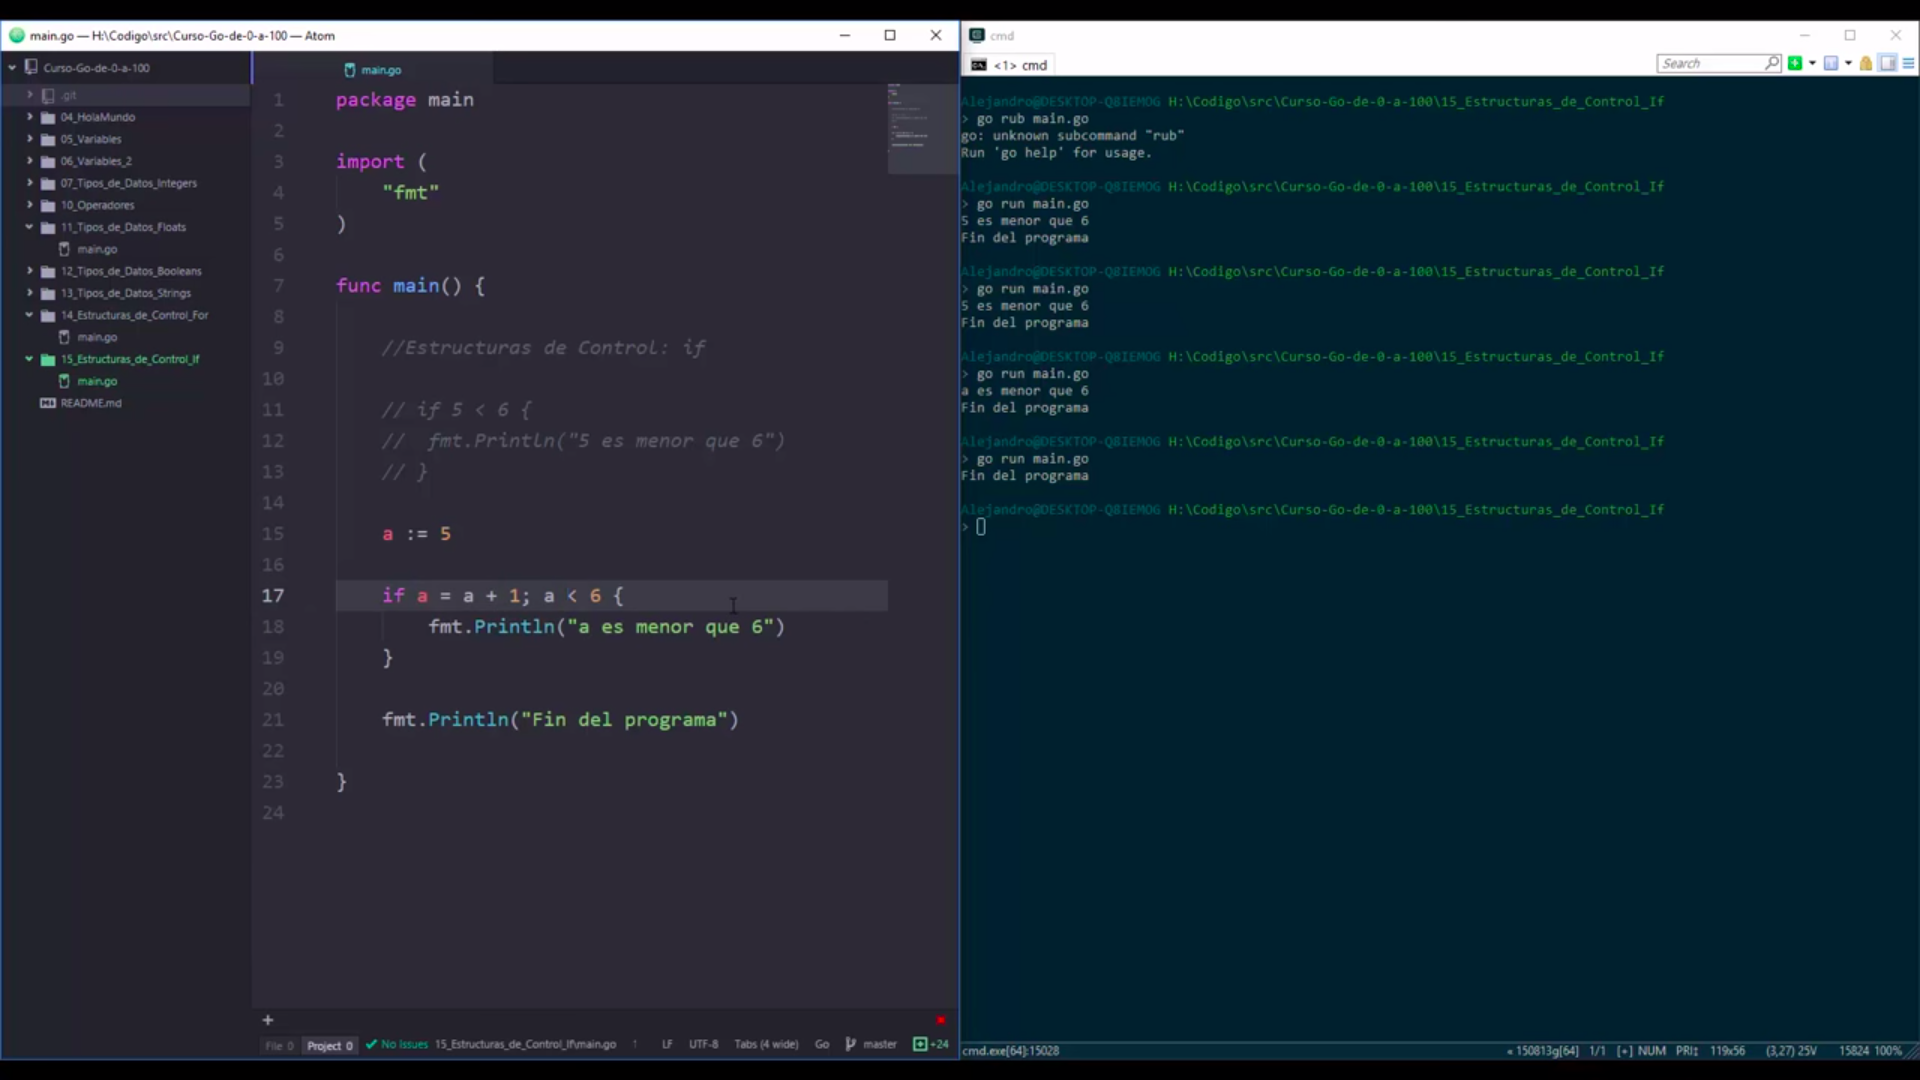 main.go — H:\Codigo\src\Curso-Go-de-0-a-100 — Atom
Curso-Go-de-0-a-100
.git
04_HolaMundo
05_Variables
06_Variables_2
07_Tipos_de_Datos_Integers
10_Operadores
11_Tipos_de_Datos_Floats
main.go
12_Tipos_de_Datos_Booleans
13_Tipos_de_Datos_Strings
14_Estructuras_de_Control_For
main.go
15_Estructuras_de_Control_If
main.go
README.md
main.go
1 package main
2
3 import (
4 "fmt"
5 )
6
7 func main() {
8
9 //Estructuras de Control: if
10
11 // if 5 < 6 {
12 // fmt.Println("5 es menor que 6")
13 // }
14
15 a := 5
16
17 if a = a + 1; a < 6 {
18 fmt.Println("a es menor que 6")
19 }
20
21 fmt.Println("Fin del programa")
22
23 }
24
+
File 0 Project 0 No Issues 15_Estructuras_de_Control_If\main.go LF UTF-8 Tabs (4 wide) Go master +24
cmd
<1> cmd
Search
Alejandro@DESKTOP-Q8IEMOG H:\Codigo\src\Curso-Go-de-0-a-100\15_Estructuras_de_Control_If
> go rub main.go
go: unknown subcommand "rub"
Run 'go help' for usage.
Alejandro@DESKTOP-Q8IEMOG H:\Codigo\src\Curso-Go-de-0-a-100\15_Estructuras_de_Control_If
> go run main.go
5 es menor que 6
Fin del programa
Alejandro@DESKTOP-Q8IEMOG H:\Codigo\src\Curso-Go-de-0-a-100\15_Estructuras_de_Control_If
> go run main.go
5 es menor que 6
Fin del programa
Alejandro@DESKTOP-Q8IEMOG H:\Codigo\src\Curso-Go-de-0-a-100\15_Estructuras_de_Control_If
> go run main.go
a es menor que 6
Fin del programa
Alejandro@DESKTOP-Q8IEMOG H:\Codigo\src\Curso-Go-de-0-a-100\15_Estructuras_de_Control_If
> go run main.go
Fin del programa
Alejandro@DESKTOP-Q8IEMOG H:\Codigo\src\Curso-Go-de-0-a-100\15_Estructuras_de_Control_If
>
cmd.exe[64]:15028 « 150813g[64] 1/1 [+] NUM PRI↕ 119x56 (3,27) 25V 15824 100%